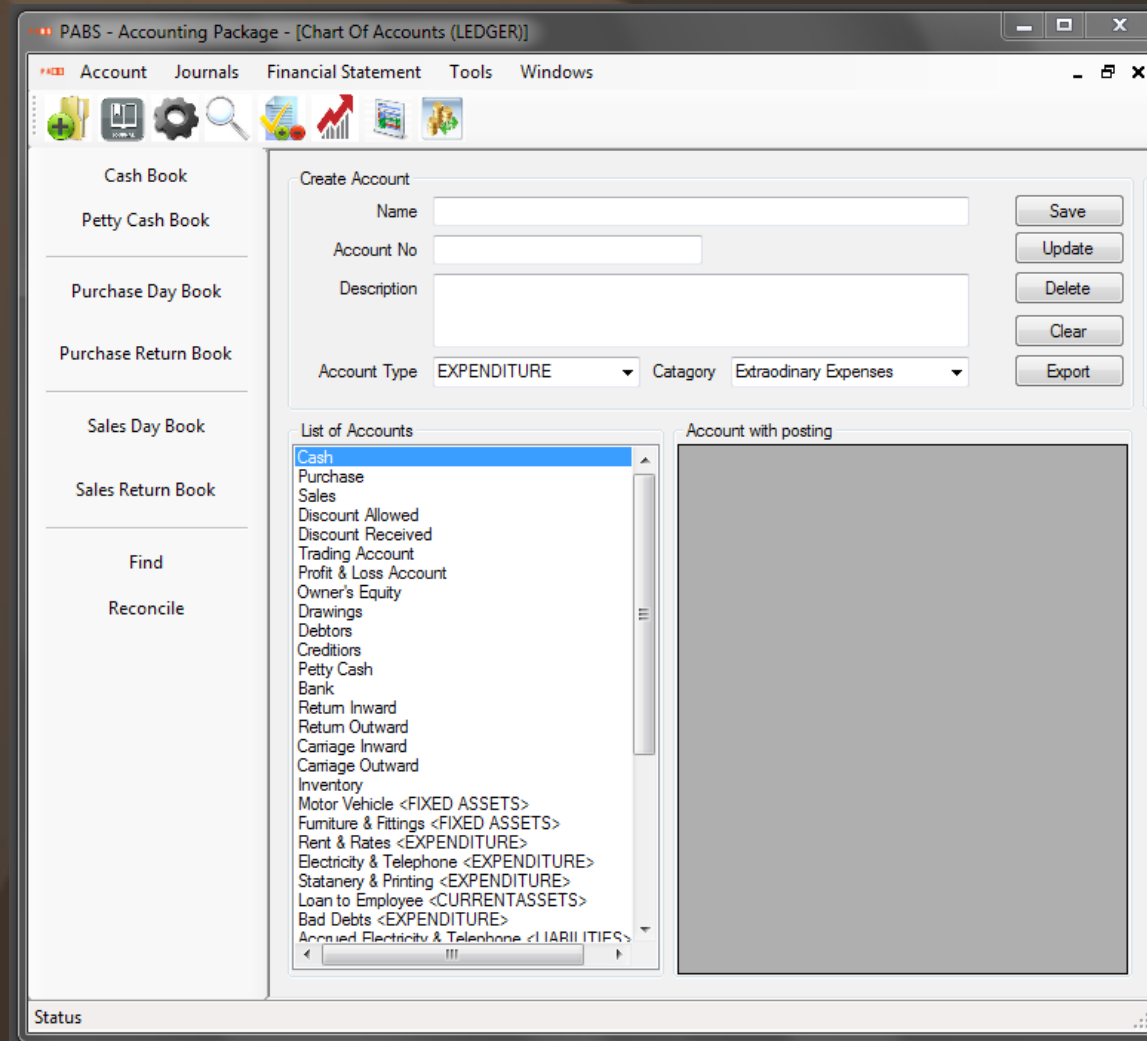 PABS - Accounting Package - [Chart Of Accounts (LEDGER)]
Account Journals Financial Statement Tools Windows
Cash Book
Petty Cash Book
Purchase Day Book
Purchase Return Book
Sales Day Book
Sales Return Book
Find
Reconcile
Create Account
Name
Save
Account No
Update
Description
Delete
Clear
Account Type EXPENDITURE Catagory Extraodinary Expenses
Export
List of Accounts
Cash
Purchase
Sales
Discount Allowed
Discount Received
Trading Account
Profit & Loss Account
Owner's Equity
Drawings
Debtors
Creditiors
Petty Cash
Bank
Return Inward
Return Outward
Carriage Inward
Carriage Outward
Inventory
Motor Vehicle <FIXED ASSETS>
Furniture & Fittings <FIXED ASSETS>
Rent & Rates <EXPENDITURE>
Electricity & Telephone <EXPENDITURE>
Statanery & Printing <EXPENDITURE>
Loan to Employee <CURRENTASSETS>
Bad Debts <EXPENDITURE>
Accrued Electricity & Telephone <LIABILITIES>
Account with posting
Status